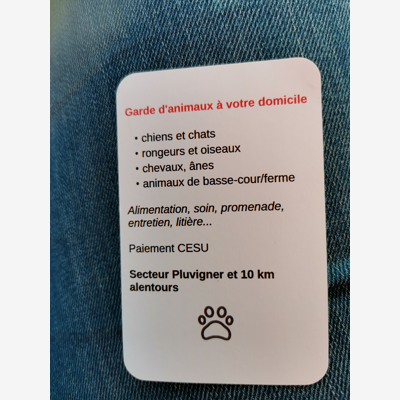 Garde d'animaux à votre domicile
• chiens et chats
• rongeurs et oiseaux
• chevaux, ânes
• animaux de basse-cour/ferme
Alimentation, soin, promenade,
entretien, litière...
Paiement CESU
Secteur Pluvigner et 10 km
alentours